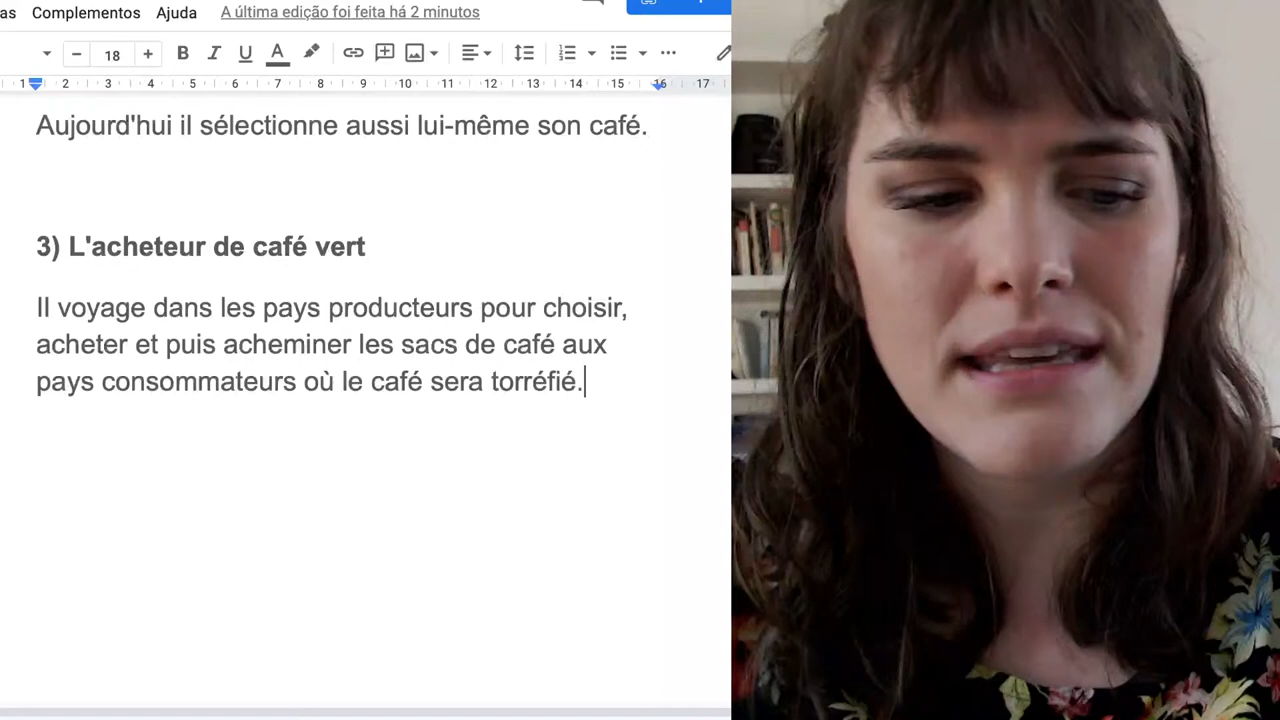 as Complementos Ajuda A última edição foi feita há 2 minutos
18
1 2 3 4 5 6 7 8 9 10 11 12 13 14 15 16 17
Aujourd'hui il sélectionne aussi lui-même son café.
3) L'acheteur de café vert
Il voyage dans les pays producteurs pour choisir,
acheter et puis acheminer les sacs de café aux
pays consommateurs où le café sera torréfié.